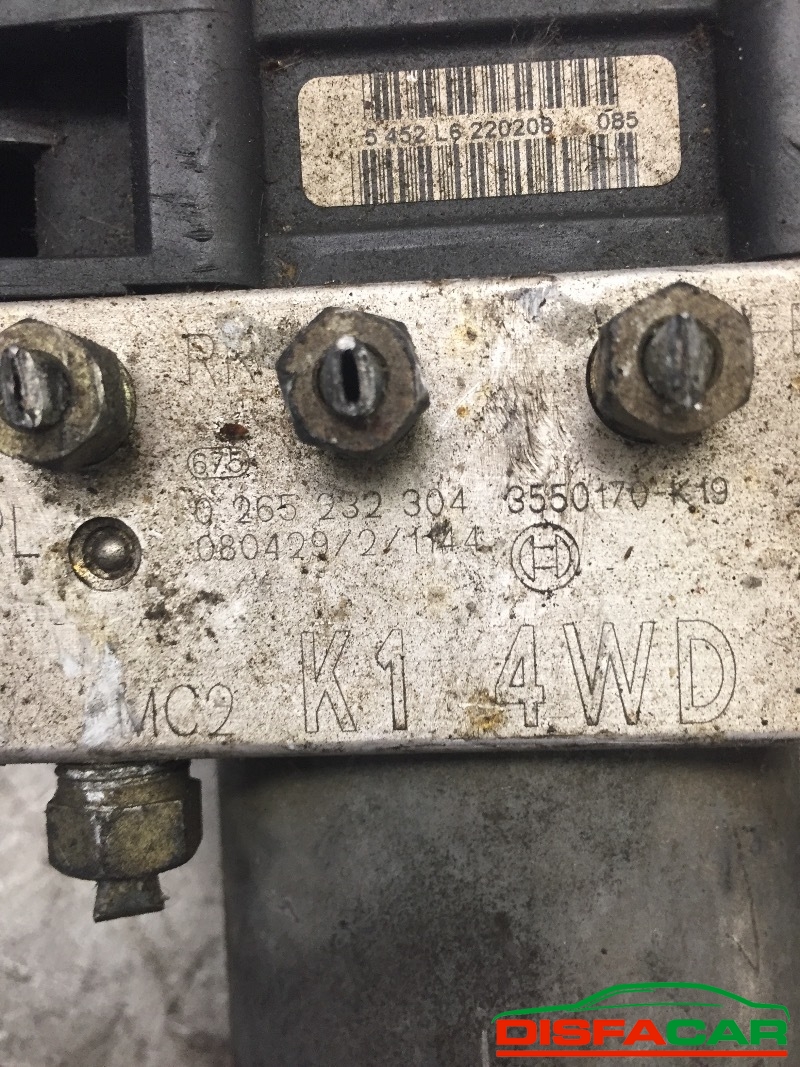 5 452 L6 220208 085
RR
675
0 265 232 304 3550170-K19
RL
080429/2/1144
MC2
K1 4WD
DISFACAR